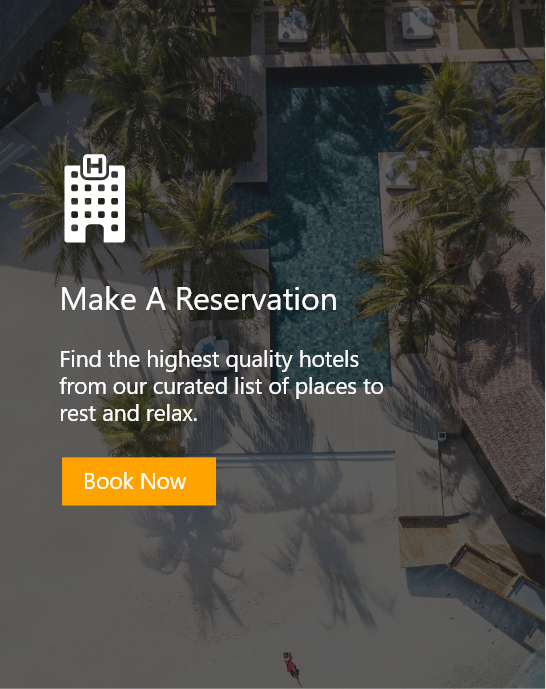 H
Make A Reservation
Find the highest quality hotels
from our curated list of places to
rest and relax.
Book Now